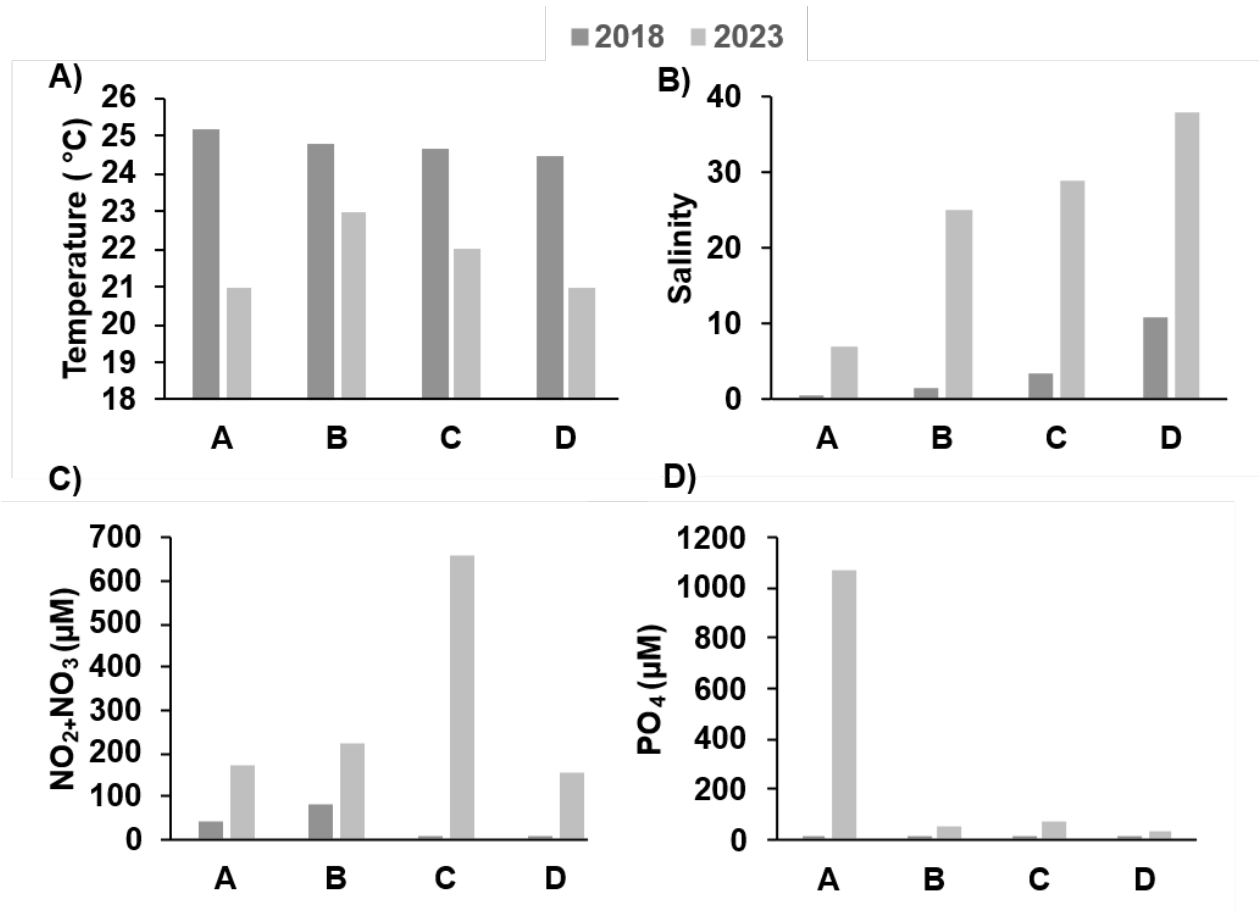 2018 2023
A)
Temperature ( °C)
26
25
24
23
22
21
20
19
18
A B C D
B)
Salinity
40
30
20
10
0
A B C D
C)
NO₂₊NO₃ (µM)
700
600
500
400
300
200
100
0
A B C D
D)
PO₄ (µM)
1200
1000
800
600
400
200
0
A B C D